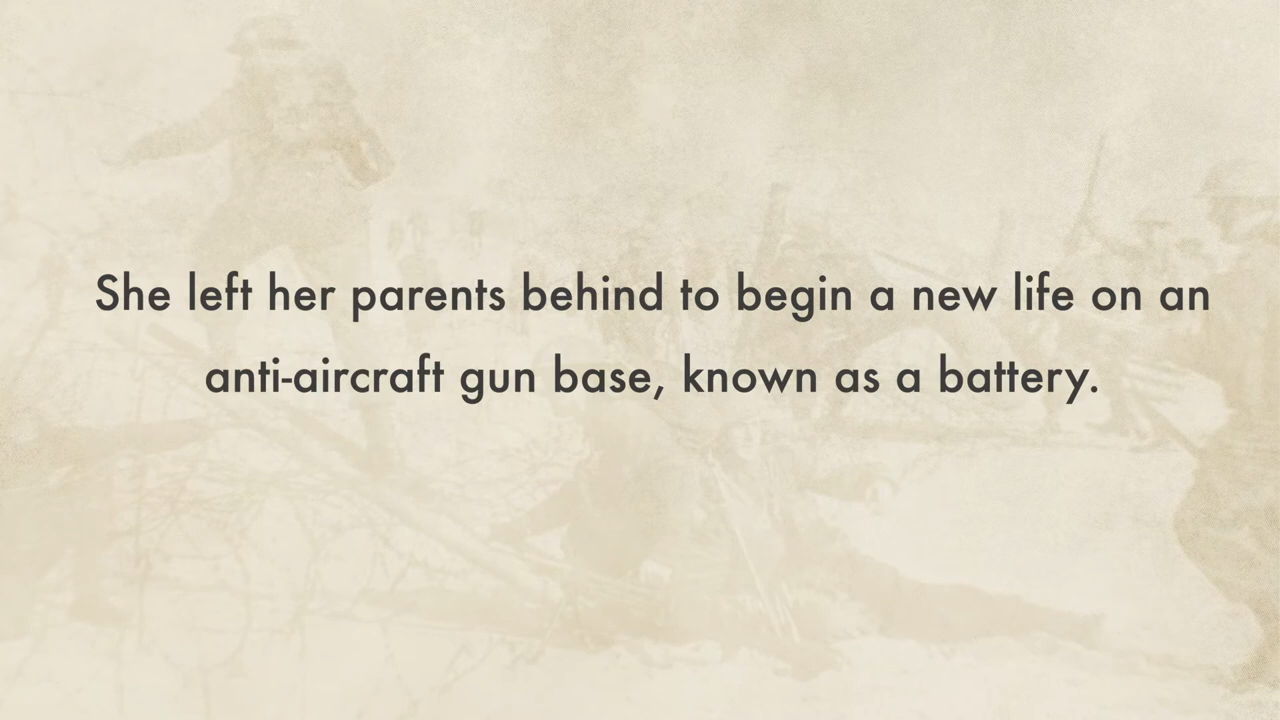 She left her parents behind to begin a new life on an
anti-aircraft gun base, known as a battery.